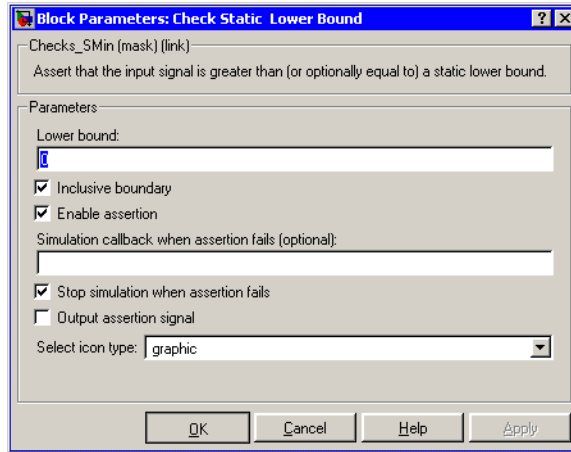 Block Parameters: Check Static  Lower Bound
Checks_SMin (mask) (link)
Assert that the input signal is greater than (or optionally equal to) a static lower bound.
Parameters
Lower bound:
0
Inclusive boundary
Enable assertion
Simulation callback when assertion fails (optional):
Stop simulation when assertion fails
Output assertion signal
Select icon type: graphic
OK Cancel Help Apply